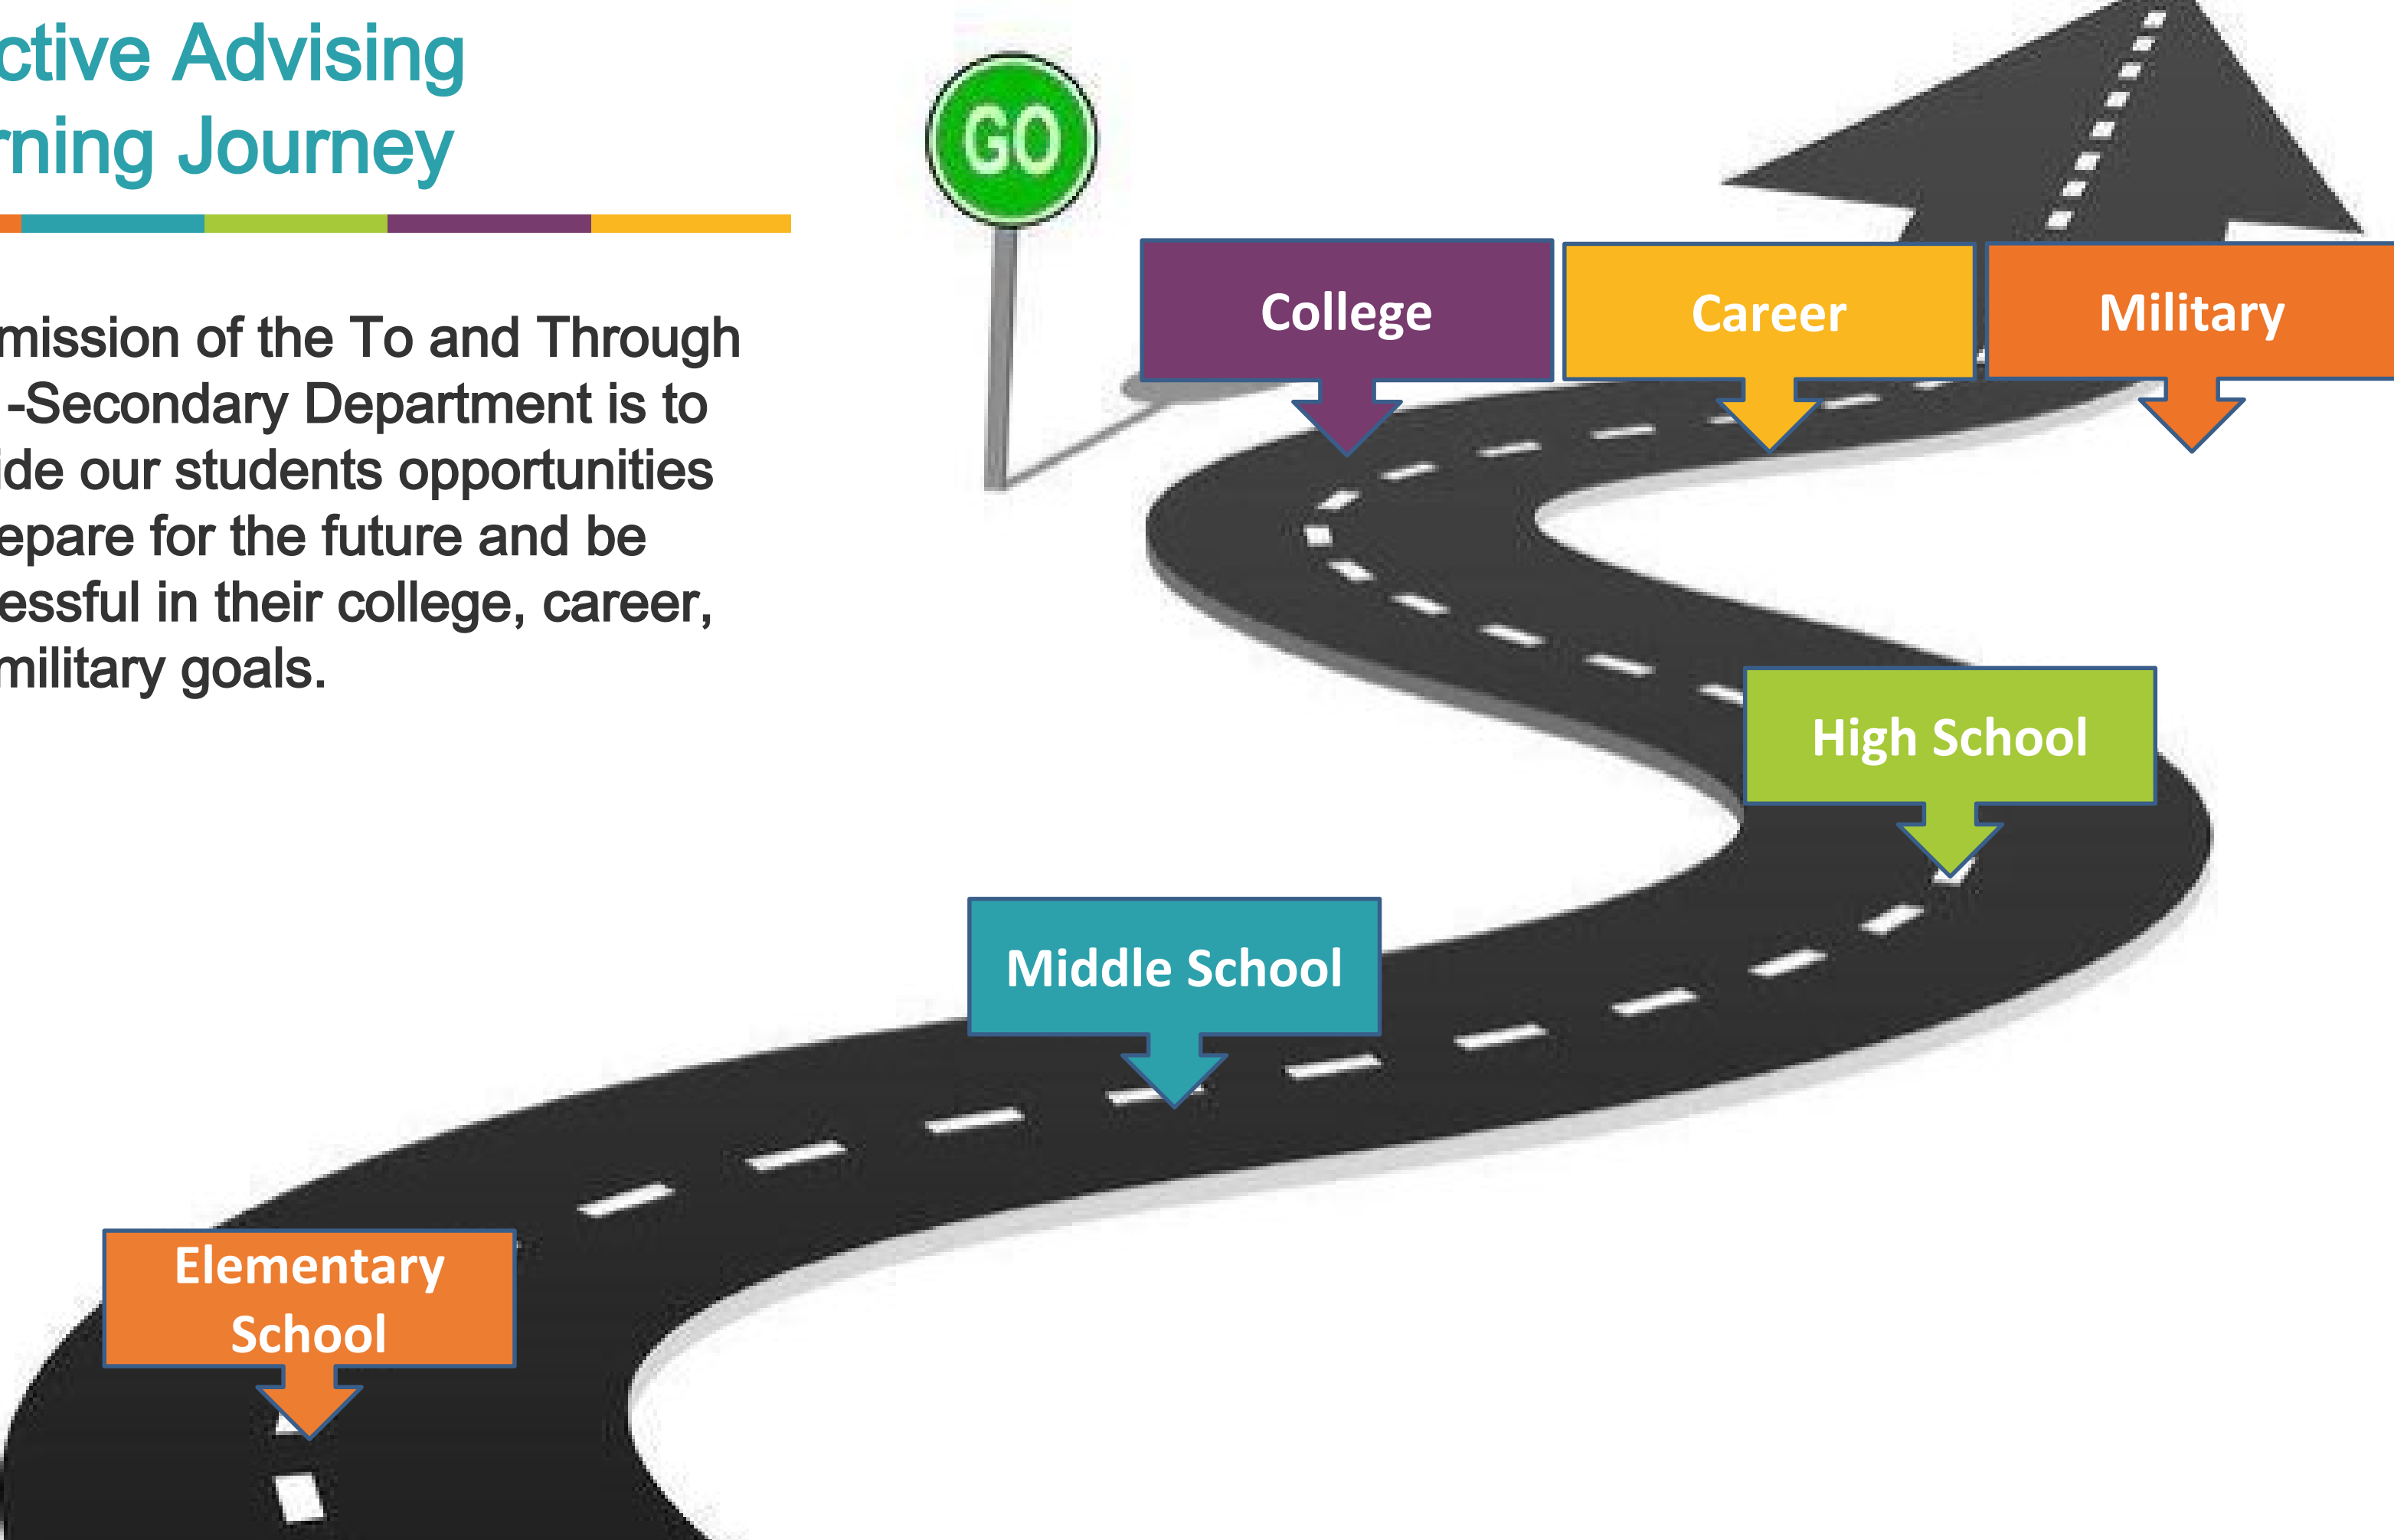 ctive Advising
rning Journey
mission of the To and Through
-Secondary Department is to
ide our students opportunities
epare for the future and be
essful in their college, career,
military goals.
GO
College
Career
Military
High School
Middle School
Elementary
School